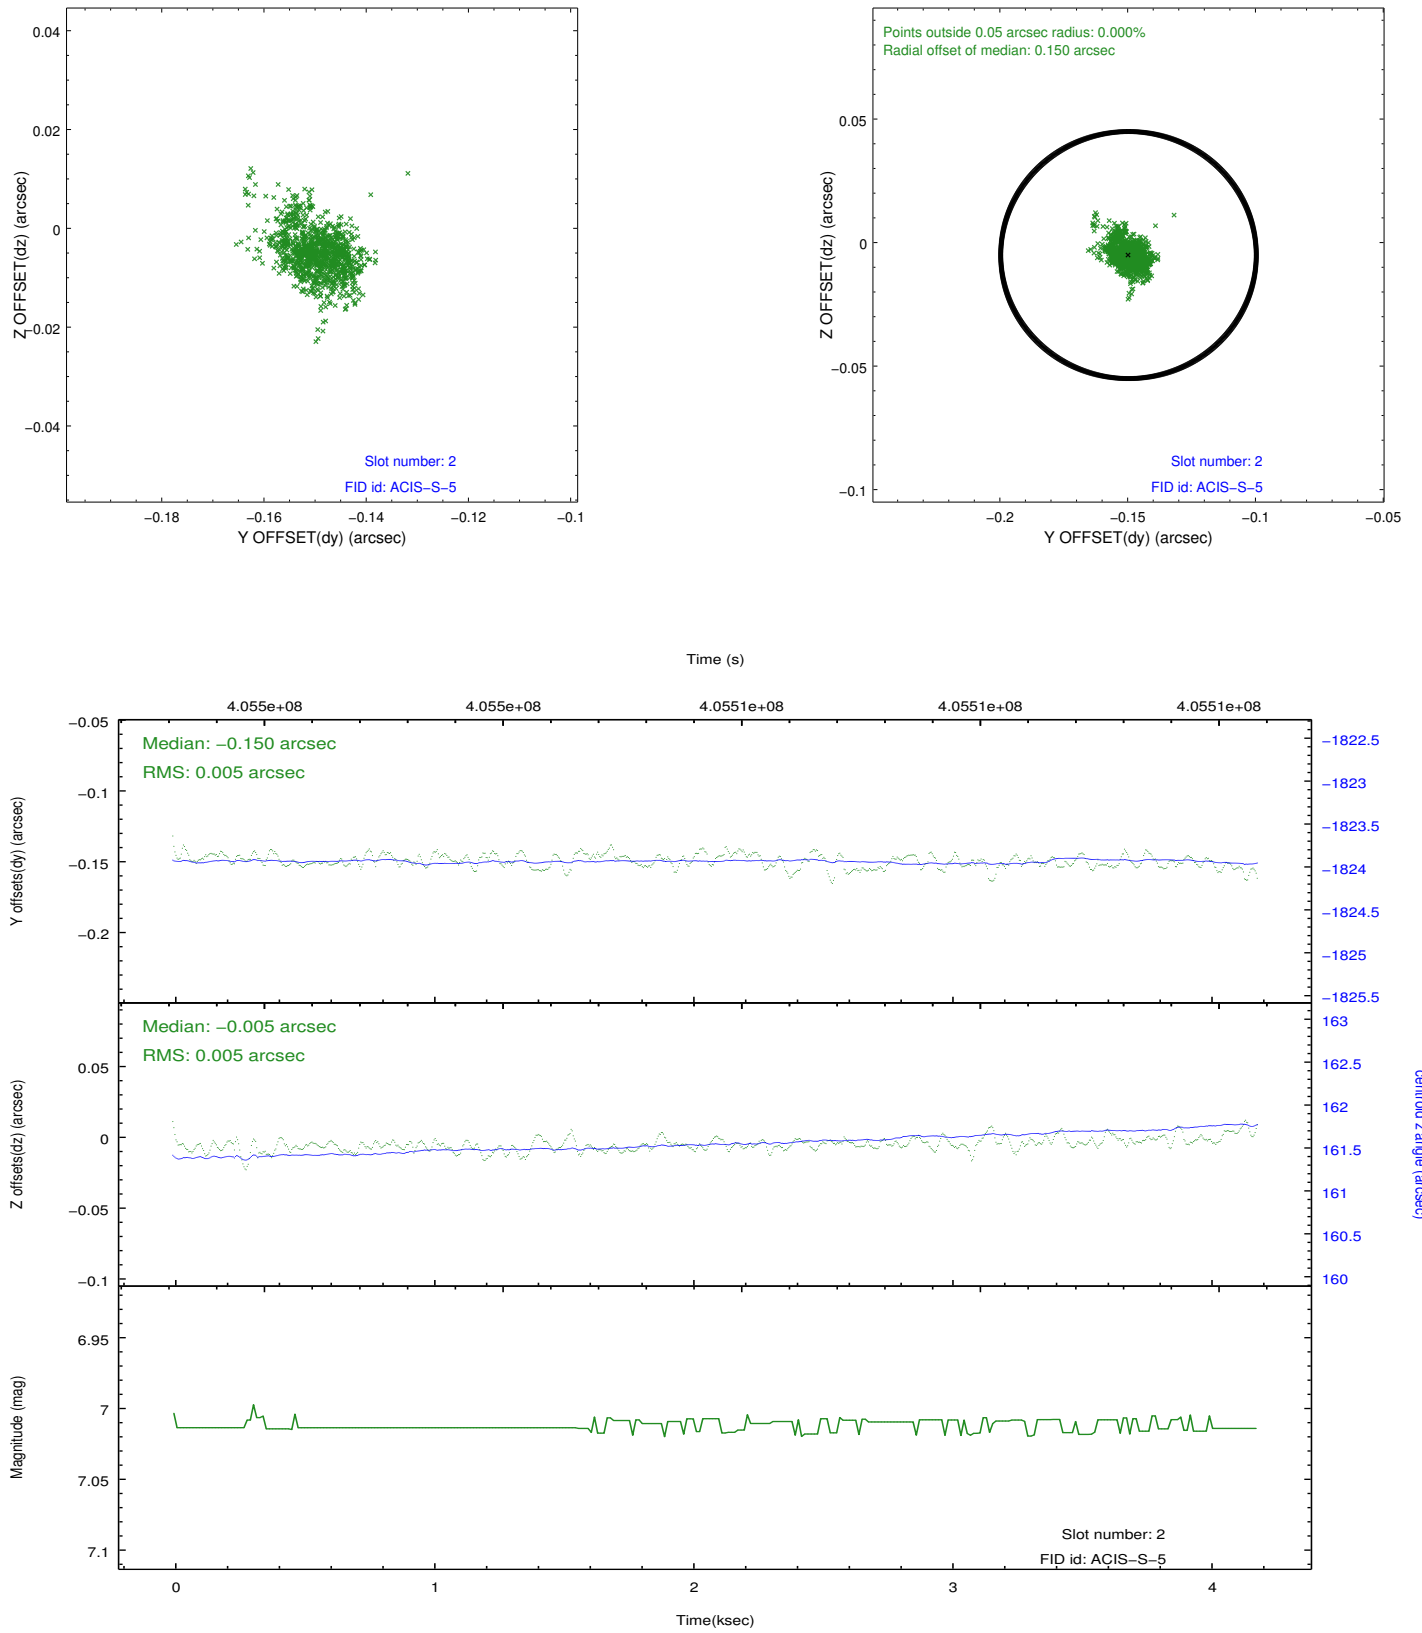 0.04
0.02
0
−0.02
−0.04
Z OFFSET(dz) (arcsec)
Slot number: 2
FID id: ACIS−S−5
−0.18
−0.16
−0.14
−0.12
−0.1
Y OFFSET(dy) (arcsec)
Points outside 0.05 arcsec radius: 0.000%
Radial offset of median: 0.150 arcsec
0.05
0
−0.05
−0.1
Z OFFSET(dz) (arcsec)
Slot number: 2
FID id: ACIS−S−5
−0.2
−0.15
−0.1
−0.05
Y OFFSET(dy) (arcsec)
Time (s)
4.055e+08
4.055e+08
4.0551e+08
4.0551e+08
4.0551e+08
Median: −0.150 arcsec
RMS: 0.005 arcsec
−0.05
−0.1
−0.15
−0.2
Y offsets(dy) (arcsec)
−1822.5
−1823
−1823.5
−1824
−1824.5
−1825
−1825.5
Median: −0.005 arcsec
RMS: 0.005 arcsec
0.05
0
−0.05
−0.1
Z offsets(dz) (arcsec)
163
162.5
162
161.5
161
160.5
160
centroid z angle (arcsec)
6.95
7
7.05
7.1
Magnitude (mag)
Slot number: 2
FID id: ACIS−S−5
0
1
2
3
4
Time(ksec)